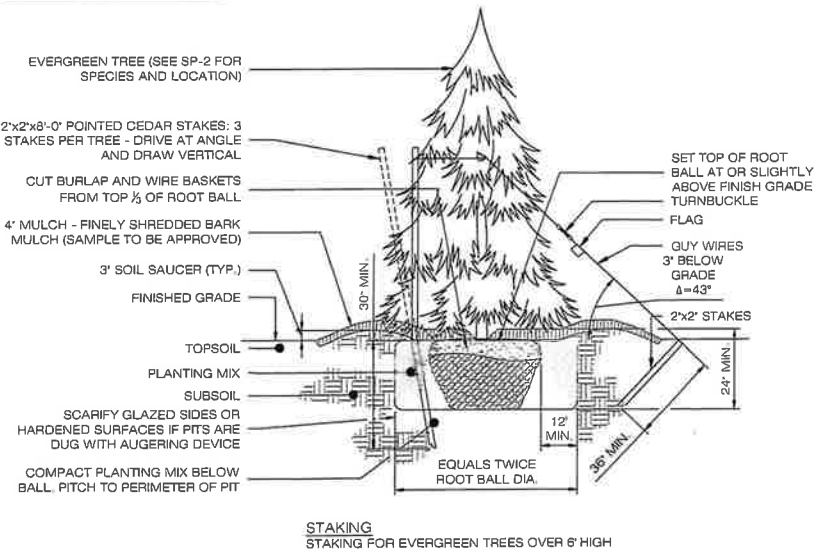 EVERGREEN TREE (SEE SP-2 FOR
SPECIES AND LOCATION)
2"x2"x8'-0" POINTED CEDAR STAKES: 3
STAKES PER TREE - DRIVE AT ANGLE
AND DRAW VERTICAL
CUT BURLAP AND WIRE BASKETS
FROM TOP ⅓ OF ROOT BALL
4" MULCH - FINELY SHREDDED BARK
MULCH (SAMPLE TO BE APPROVED)
3" SOIL SAUCER (TYP.)
FINISHED GRADE
TOPSOIL
PLANTING MIX
SUBSOIL
SCARIFY GLAZED SIDES OR
HARDENED SURFACES IF PITS ARE
DUG WITH AUGERING DEVICE
COMPACT PLANTING MIX BELOW
BALL. PITCH TO PERIMETER OF PIT
30" MIN.
SET TOP OF ROOT
BALL AT OR SLIGHTLY
ABOVE FINISH GRADE
TURNBUCKLE
FLAG
GUY WIRES
3" BELOW
GRADE
Δ=43°
2"x2" STAKES
24" MIN.
36" MIN.
12"
MIN.
EQUALS TWICE
ROOT BALL DIA.
STAKING
STAKING FOR EVERGREEN TREES OVER 6' HIGH